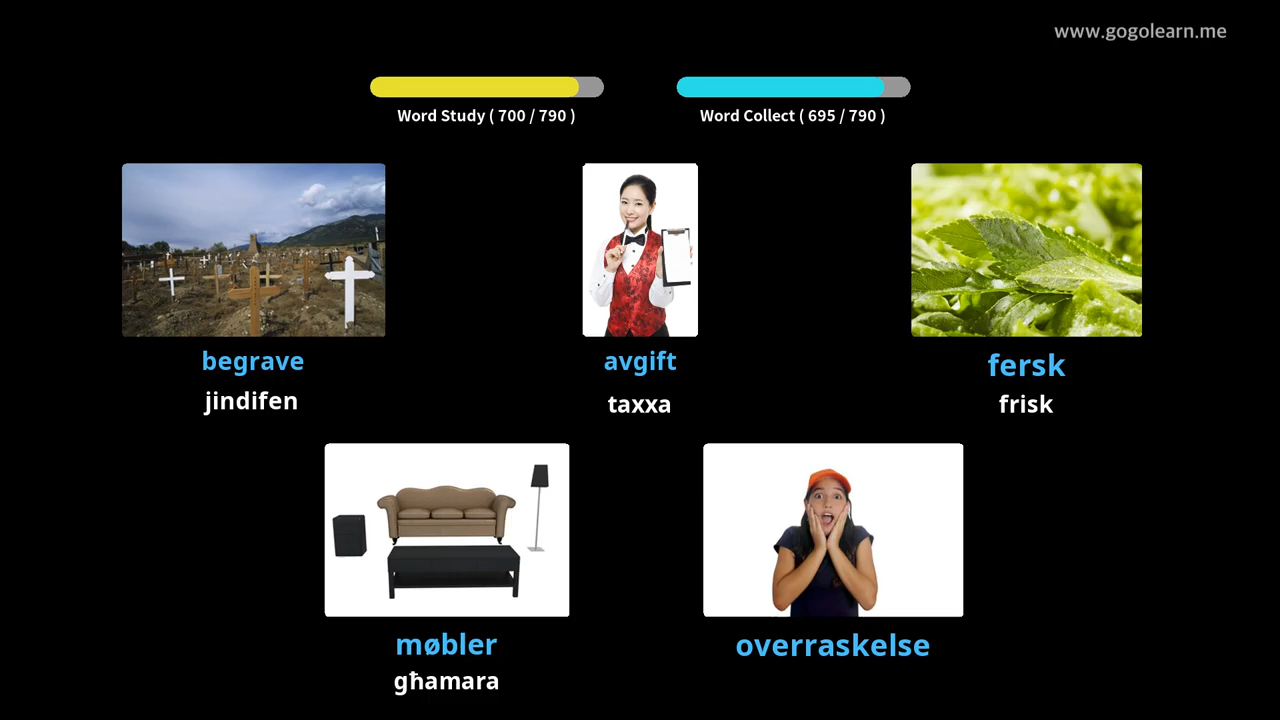 www.gogolearn.me
Word Study ( 700 / 790 )
Word Collect ( 695 / 790 )
begrave
jindifen
avgift
taxxa
fersk
frisk
møbler
għamara
overraskelse